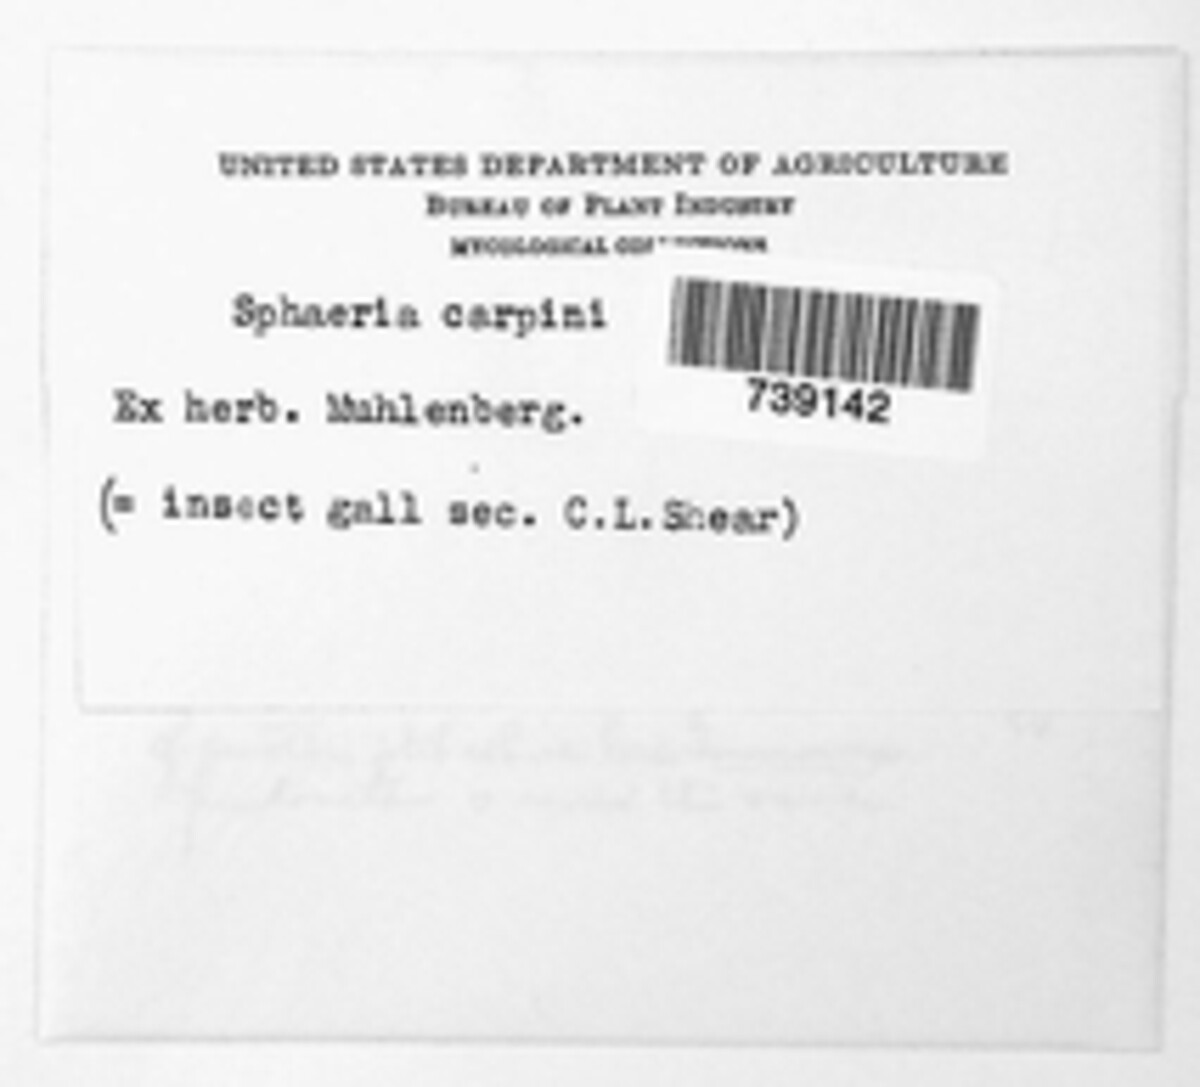 UNITED STATES DEPARTMENT OF AGRICULTURE
BUREAU OF PLANT INDUSTRY
MYCOLOGICAL
Sphaeria carpini
739142
Ex herb. Muhlenberg.
(= insect gall sec. C.L.Shear)